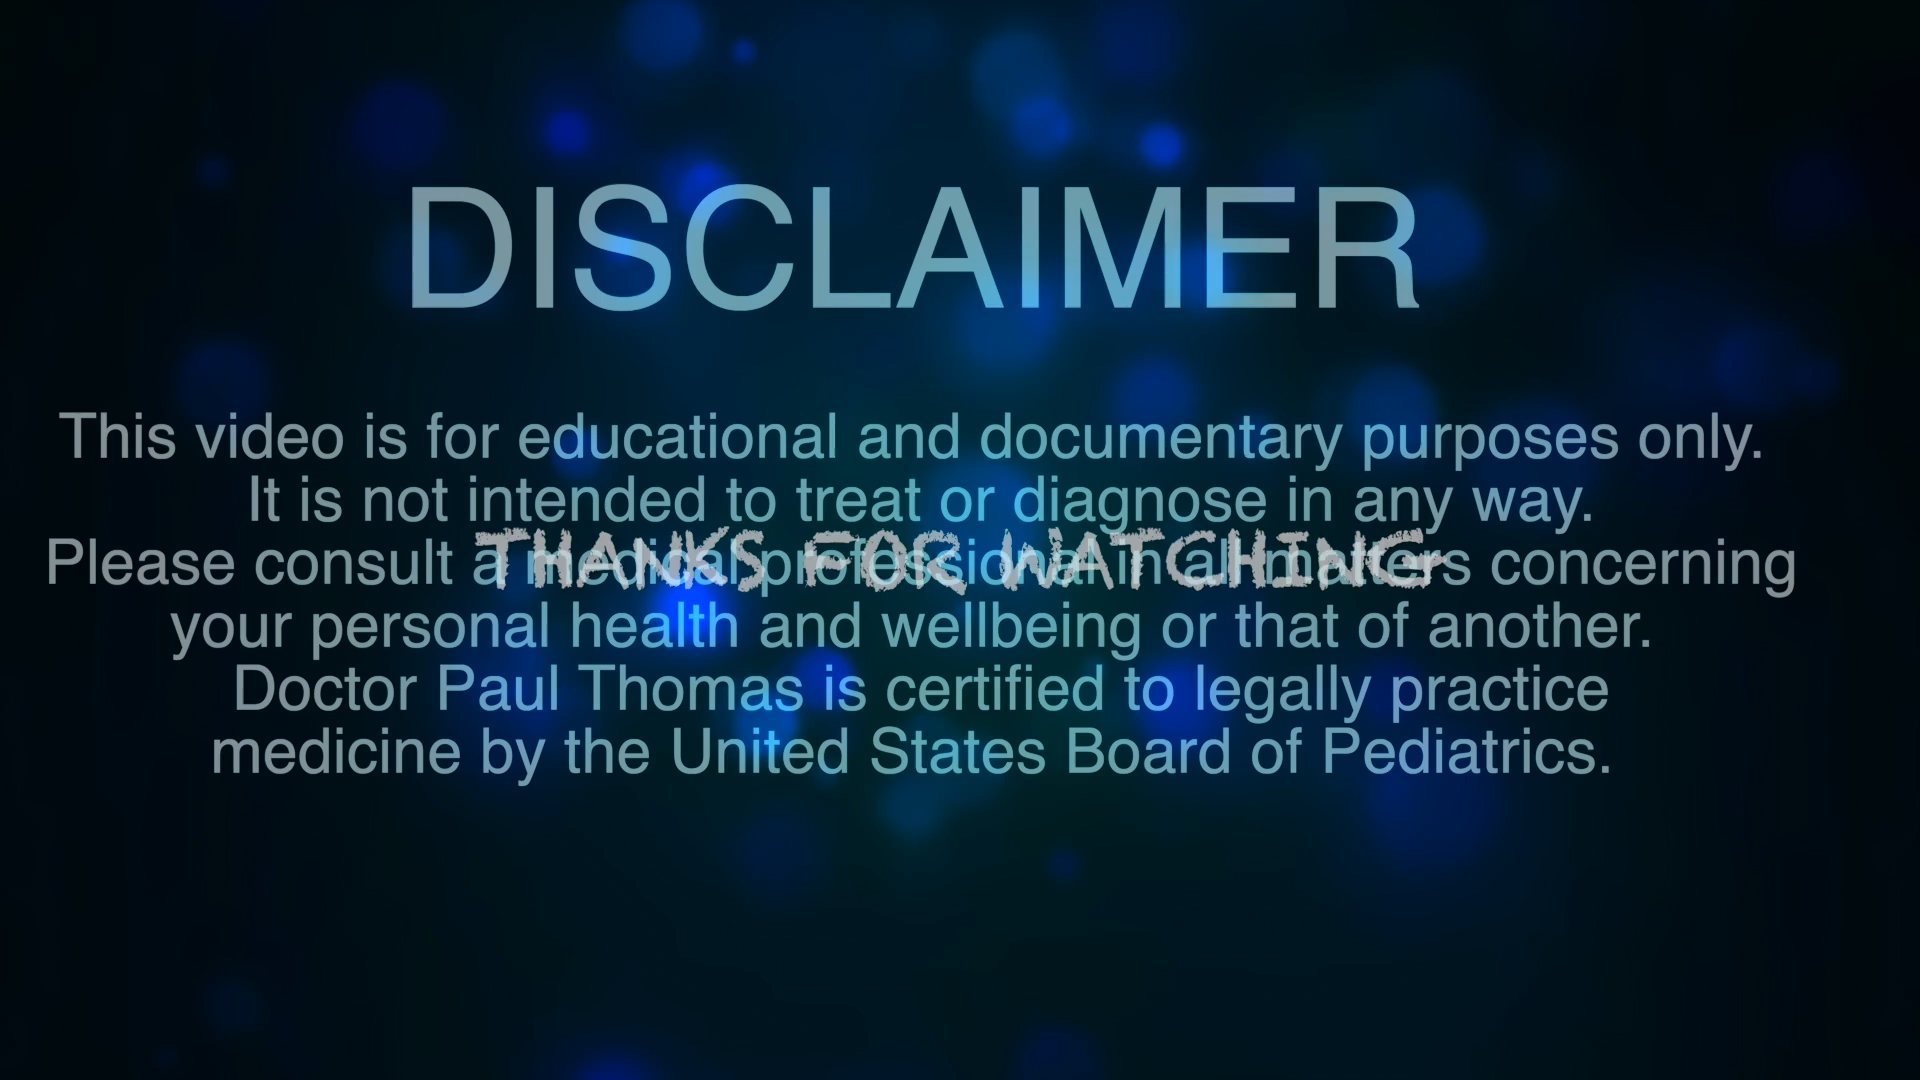 DISCLAIMER
This video is for educational and documentary purposes only.
It is not intended to treat or diagnose in any way.
Please consult a medical professional in all matters concerning
THANKS FOR WATCHING
your personal health and wellbeing or that of another.
Doctor Paul Thomas is certified to legally practice
medicine by the United States Board of Pediatrics.